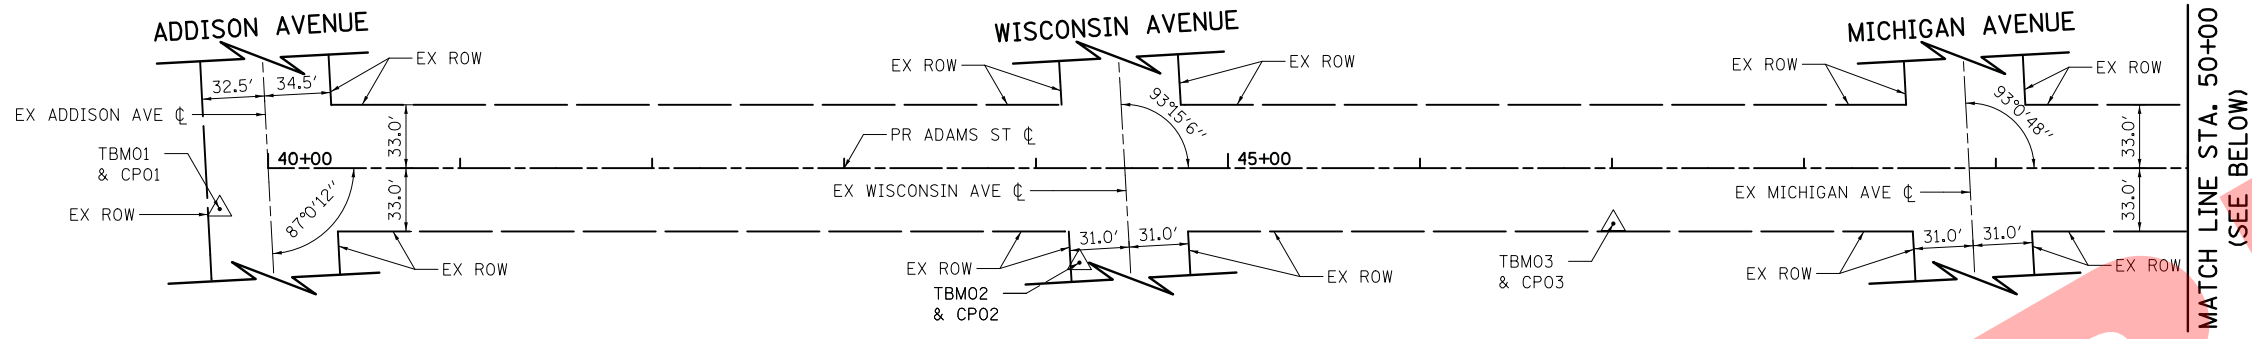 ADDISON AVENUE
WISCONSIN AVENUE
MICHIGAN AVENUE
EX ROW
EX ROW
EX ROW
EX ROW
EX ROW
32.5'
34.5'
EX ADDISON AVE ℄
93°15'6''
93°0'48''
33.0'
PR ADAMS ST ℄
33.0'
TBM01
& CP01
40+00
45+00
EX WISCONSIN AVE ℄
EX MICHIGAN AVE ℄
EX ROW
87°0'12''
33.0'
33.0'
31.0'
31.0'
31.0'
31.0'
EX ROW
EX ROW
EX ROW
EX ROW
EX ROW
TBM02
& CP02
TBM03
& CP03
MATCH LINE STA. 50+00
(SEE BELOW)